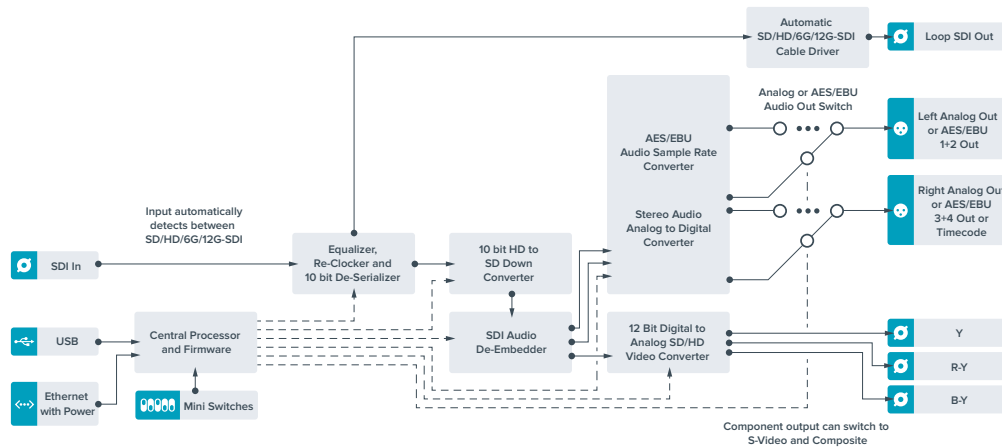 Automatic
SD/HD/6G/12G-SDI
Cable Driver
Loop SDI Out
Analog or AES/EBU
Audio Out Switch
AES/EBU
Audio Sample Rate
Converter
Left Analog Out
or AES/EBU
1+2 Out
Stereo Audio
Analog to Digital
Converter
Right Analog Out
or AES/EBU
3+4 Out or
Timecode
Input automatically
detects between
SD/HD/6G/12G-SDI
SDI In
Equalizer,
Re-Clocker and
10 bit De-Serializer
10 bit HD to
SD Down
Converter
USB
Central Processor
and Firmware
SDI Audio
De-Embedder
12 Bit Digital to
Analog SD/HD
Video Converter
Y
R-Y
B-Y
Ethernet
with Power
Mini Switches
Component output can switch to
S-Video and Composite